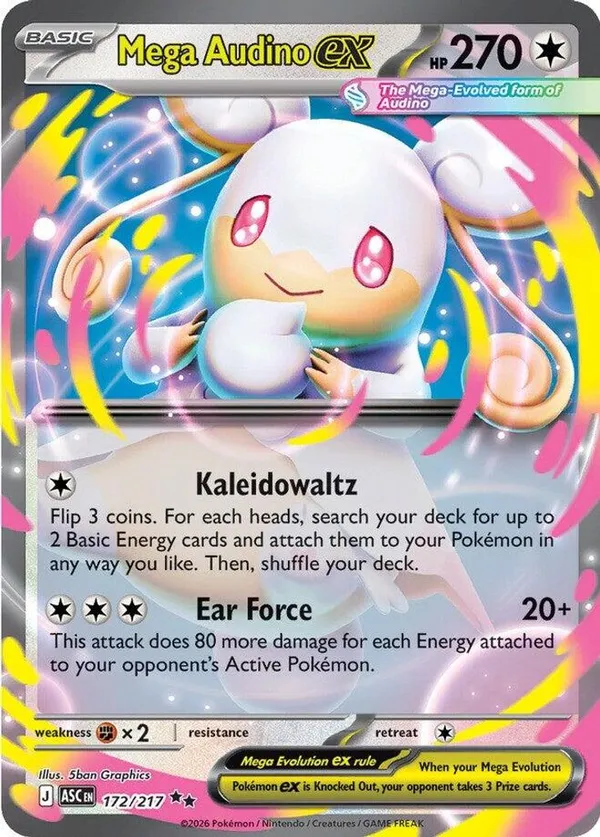 BASIC
Mega Audino ex
HP 270
The Mega-Evolved form of
Audino
Kaleidowaltz
Flip 3 coins. For each heads, search your deck for up to
2 Basic Energy cards and attach them to your Pokémon in
any way you like. Then, shuffle your deck.
Ear Force 20+
This attack does 80 more damage for each Energy attached
to your opponent's Active Pokémon.
weakness ×2 resistance retreat
Mega Evolution ex rule When your Mega Evolution
Pokémon ex is Knocked Out, your opponent takes 3 Prize cards.
Illus. 5ban Graphics
J ASC EN 172/217 ★★
©2026 Pokémon / Nintendo / Creatures / GAME FREAK